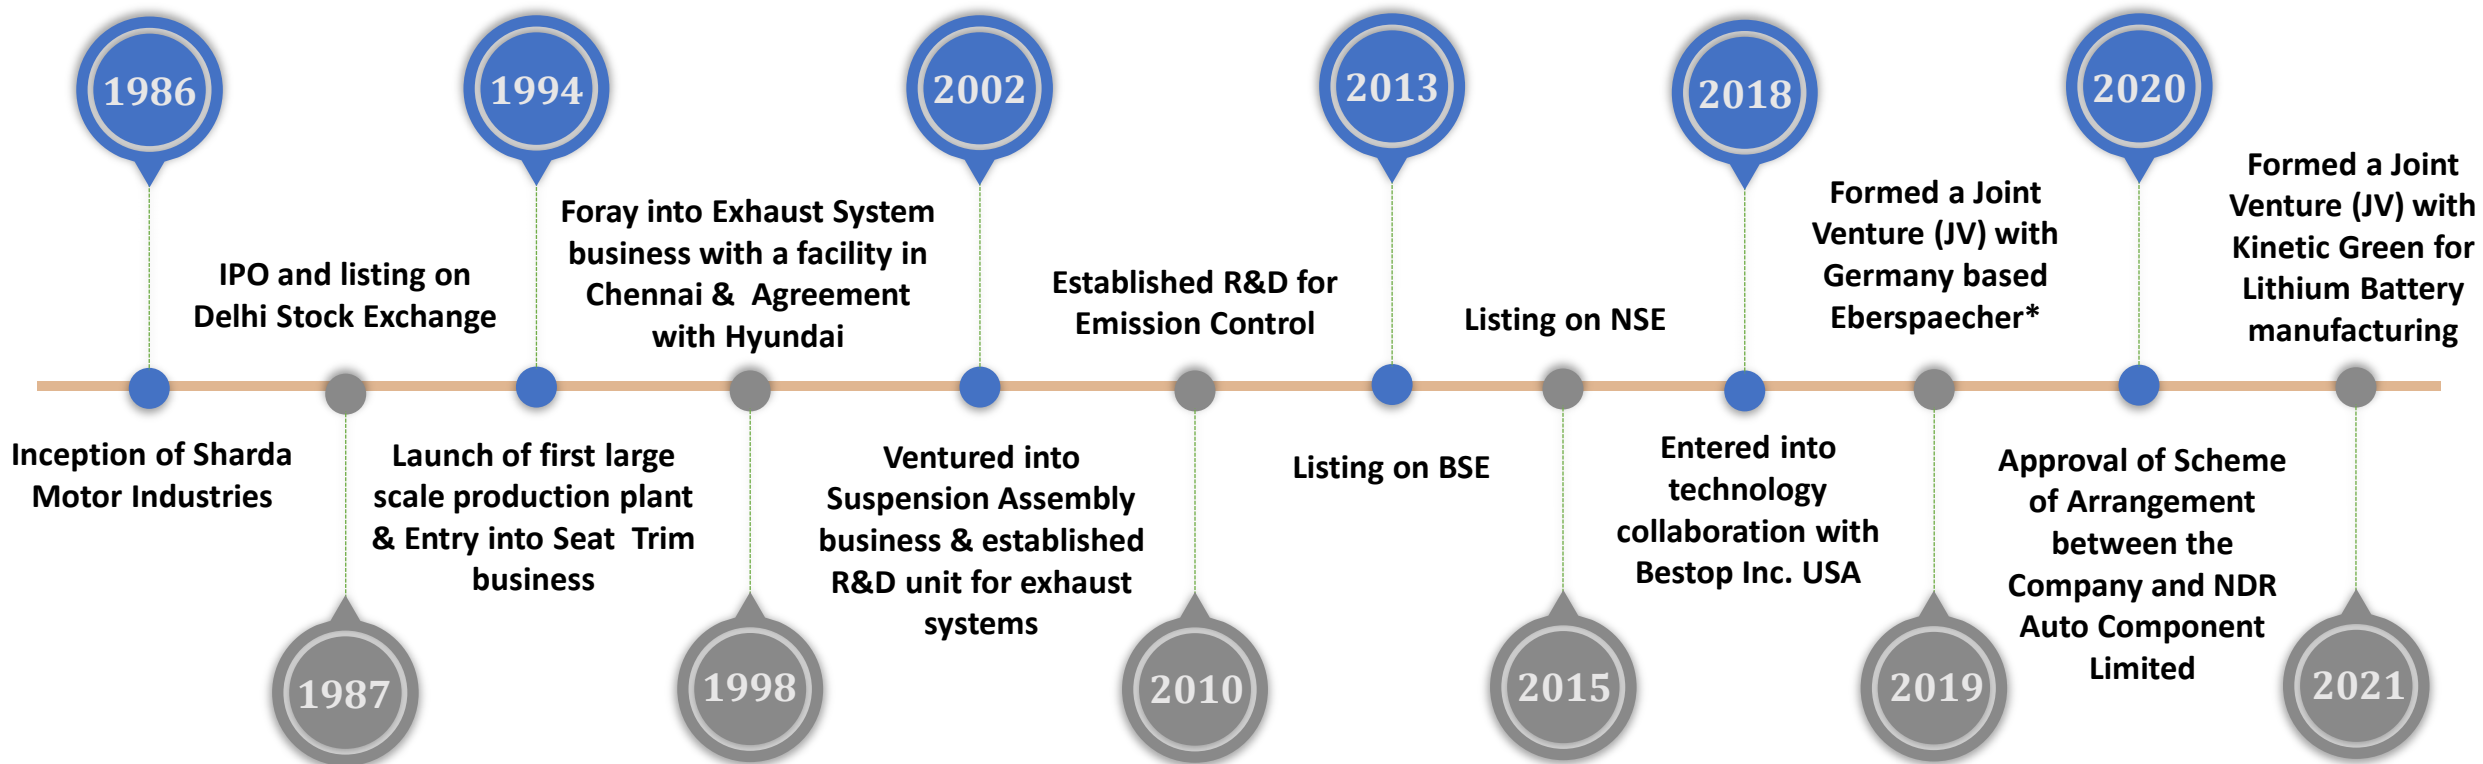 1986
Inception of Sharda
Motor Industries
IPO and listing on
Delhi Stock Exchange
1987
1994
Launch of first large
scale production plant
& Entry into Seat Trim
business
Foray into Exhaust System
business with a facility in
Chennai & Agreement
with Hyundai
1998
2002
Ventured into
Suspension Assembly
business & established
R&D unit for exhaust
systems
Established R&D for
Emission Control
2010
2013
Listing on BSE
Listing on NSE
2015
2018
Entered into
technology
collaboration with
Bestop Inc. USA
Formed a Joint
Venture (JV) with
Germany based
Eberspaecher*
2019
2020
Approval of Scheme
of Arrangement
between the
Company and NDR
Auto Component
Limited
Formed a Joint
Venture (JV) with
Kinetic Green for
Lithium Battery
manufacturing
2021